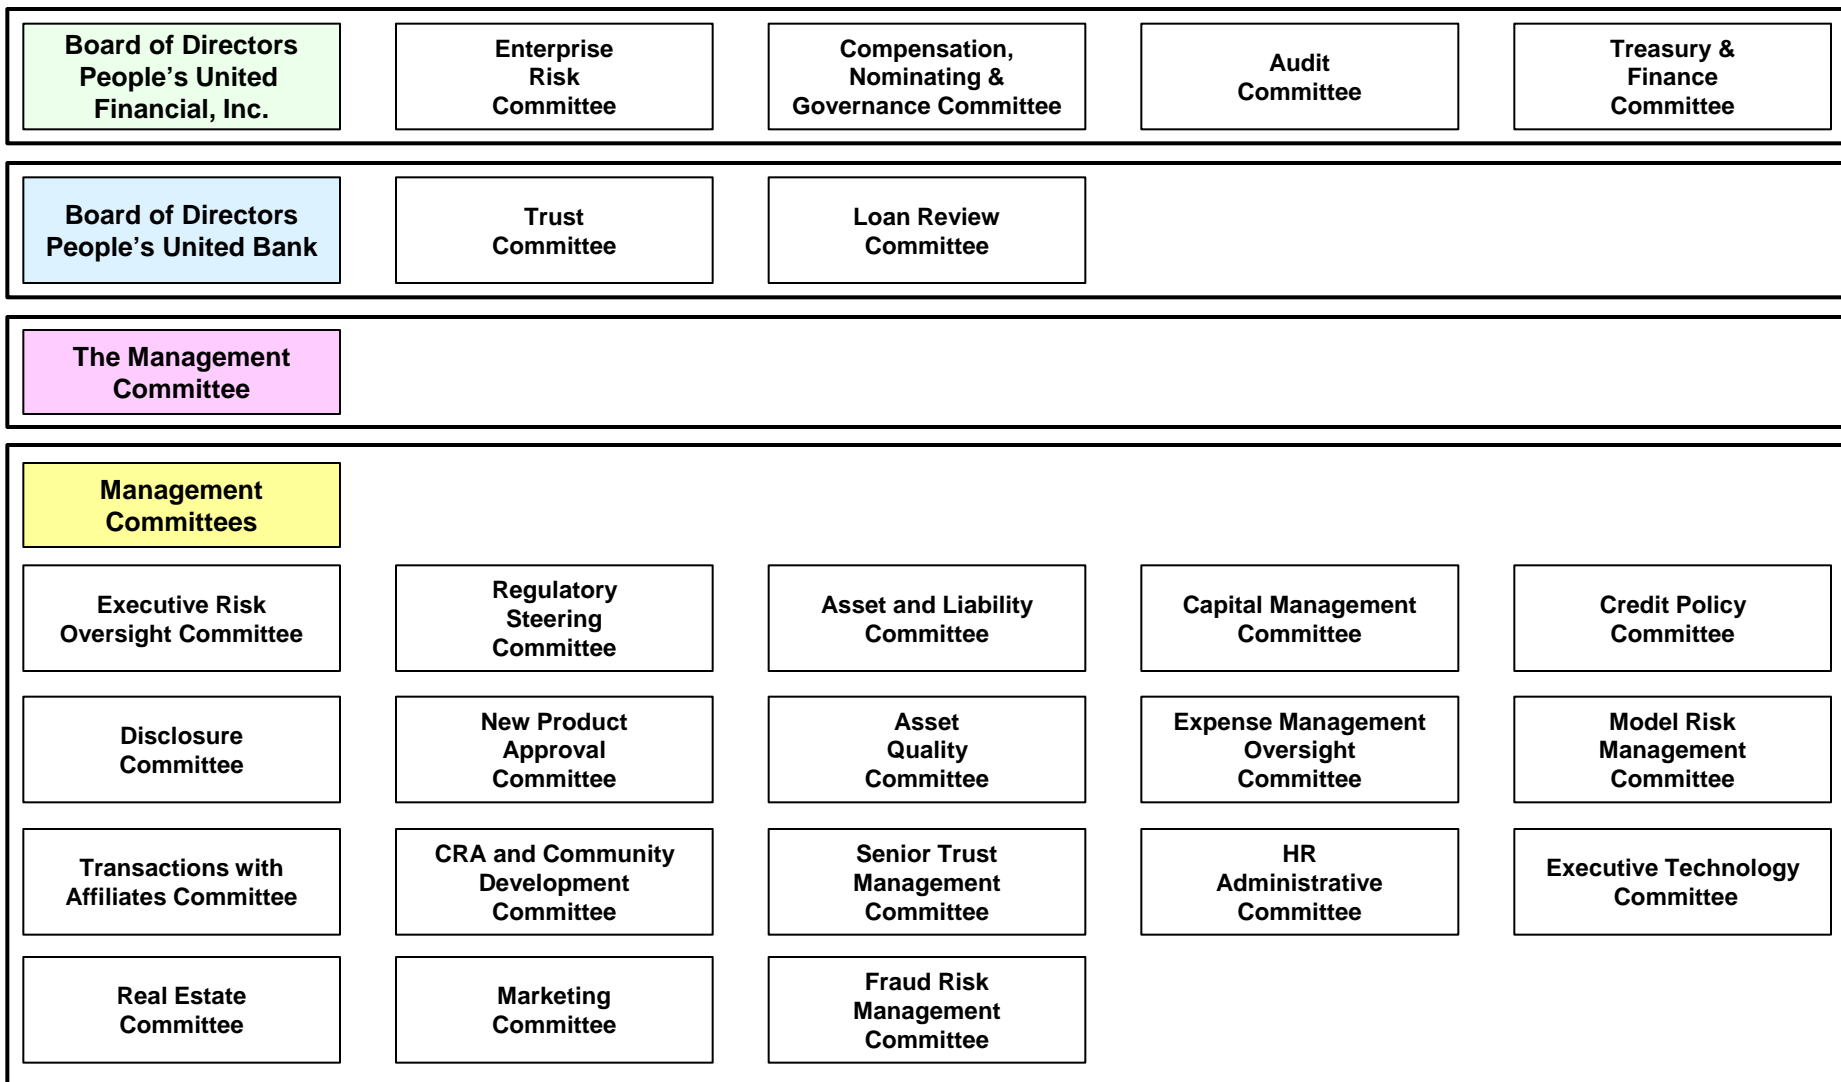 Board of Directors
People’s United
Financial, Inc.
Enterprise
Risk
Committee
Compensation,
Nominating &
Governance Committee
Audit
Committee
Treasury &
Finance
Committee
Board of Directors
People’s United Bank
Trust
Committee
Loan Review
Committee
The Management
Committee
Management
Committees
Executive Risk
Oversight Committee
Regulatory
Steering
Committee
Asset and Liability
Committee
Capital Management
Committee
Credit Policy
Committee
Disclosure
Committee
New Product
Approval
Committee
Asset
Quality
Committee
Expense Management
Oversight
Committee
Model Risk
Management
Committee
Transactions with
Affiliates Committee
CRA and Community
Development
Committee
Senior Trust
Management
Committee
HR
Administrative
Committee
Executive Technology
Committee
Real Estate
Committee
Marketing
Committee
Fraud Risk
Management
Committee